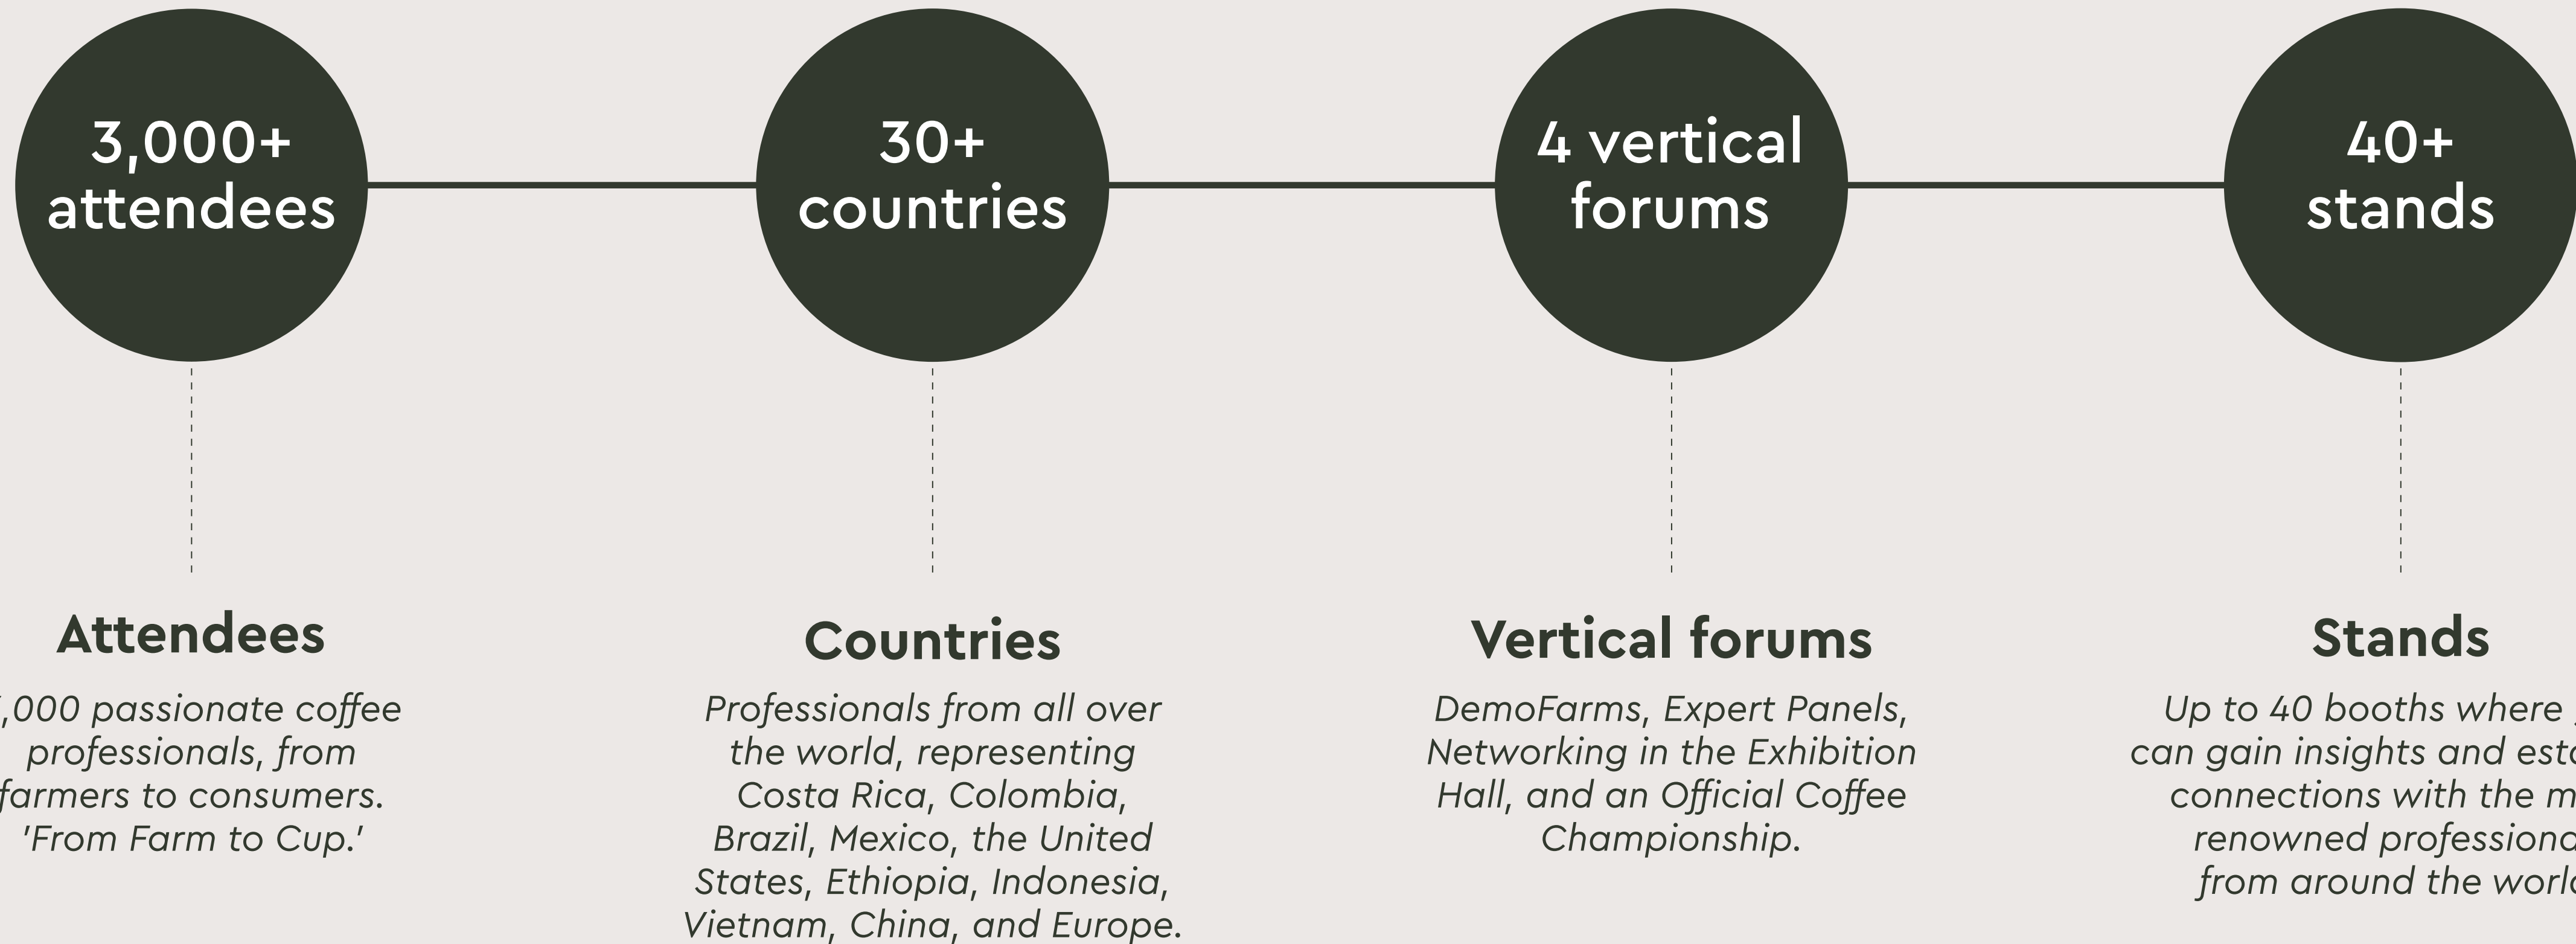 3,000+
attendees
30+
countries
4 vertical
forums
40+
stands
Attendees
,000 passionate coffee
professionals, from
farmers to consumers.
'From Farm to Cup.'
Countries
Professionals from all over
the world, representing
Costa Rica, Colombia,
Brazil, Mexico, the United
States, Ethiopia, Indonesia,
Vietnam, China, and Europe.
Vertical forums
DemoFarms, Expert Panels,
Networking in the Exhibition
Hall, and an Official Coffee
Championship.
Stands
Up to 40 booths where
can gain insights and
connections with the
renowned
from around the